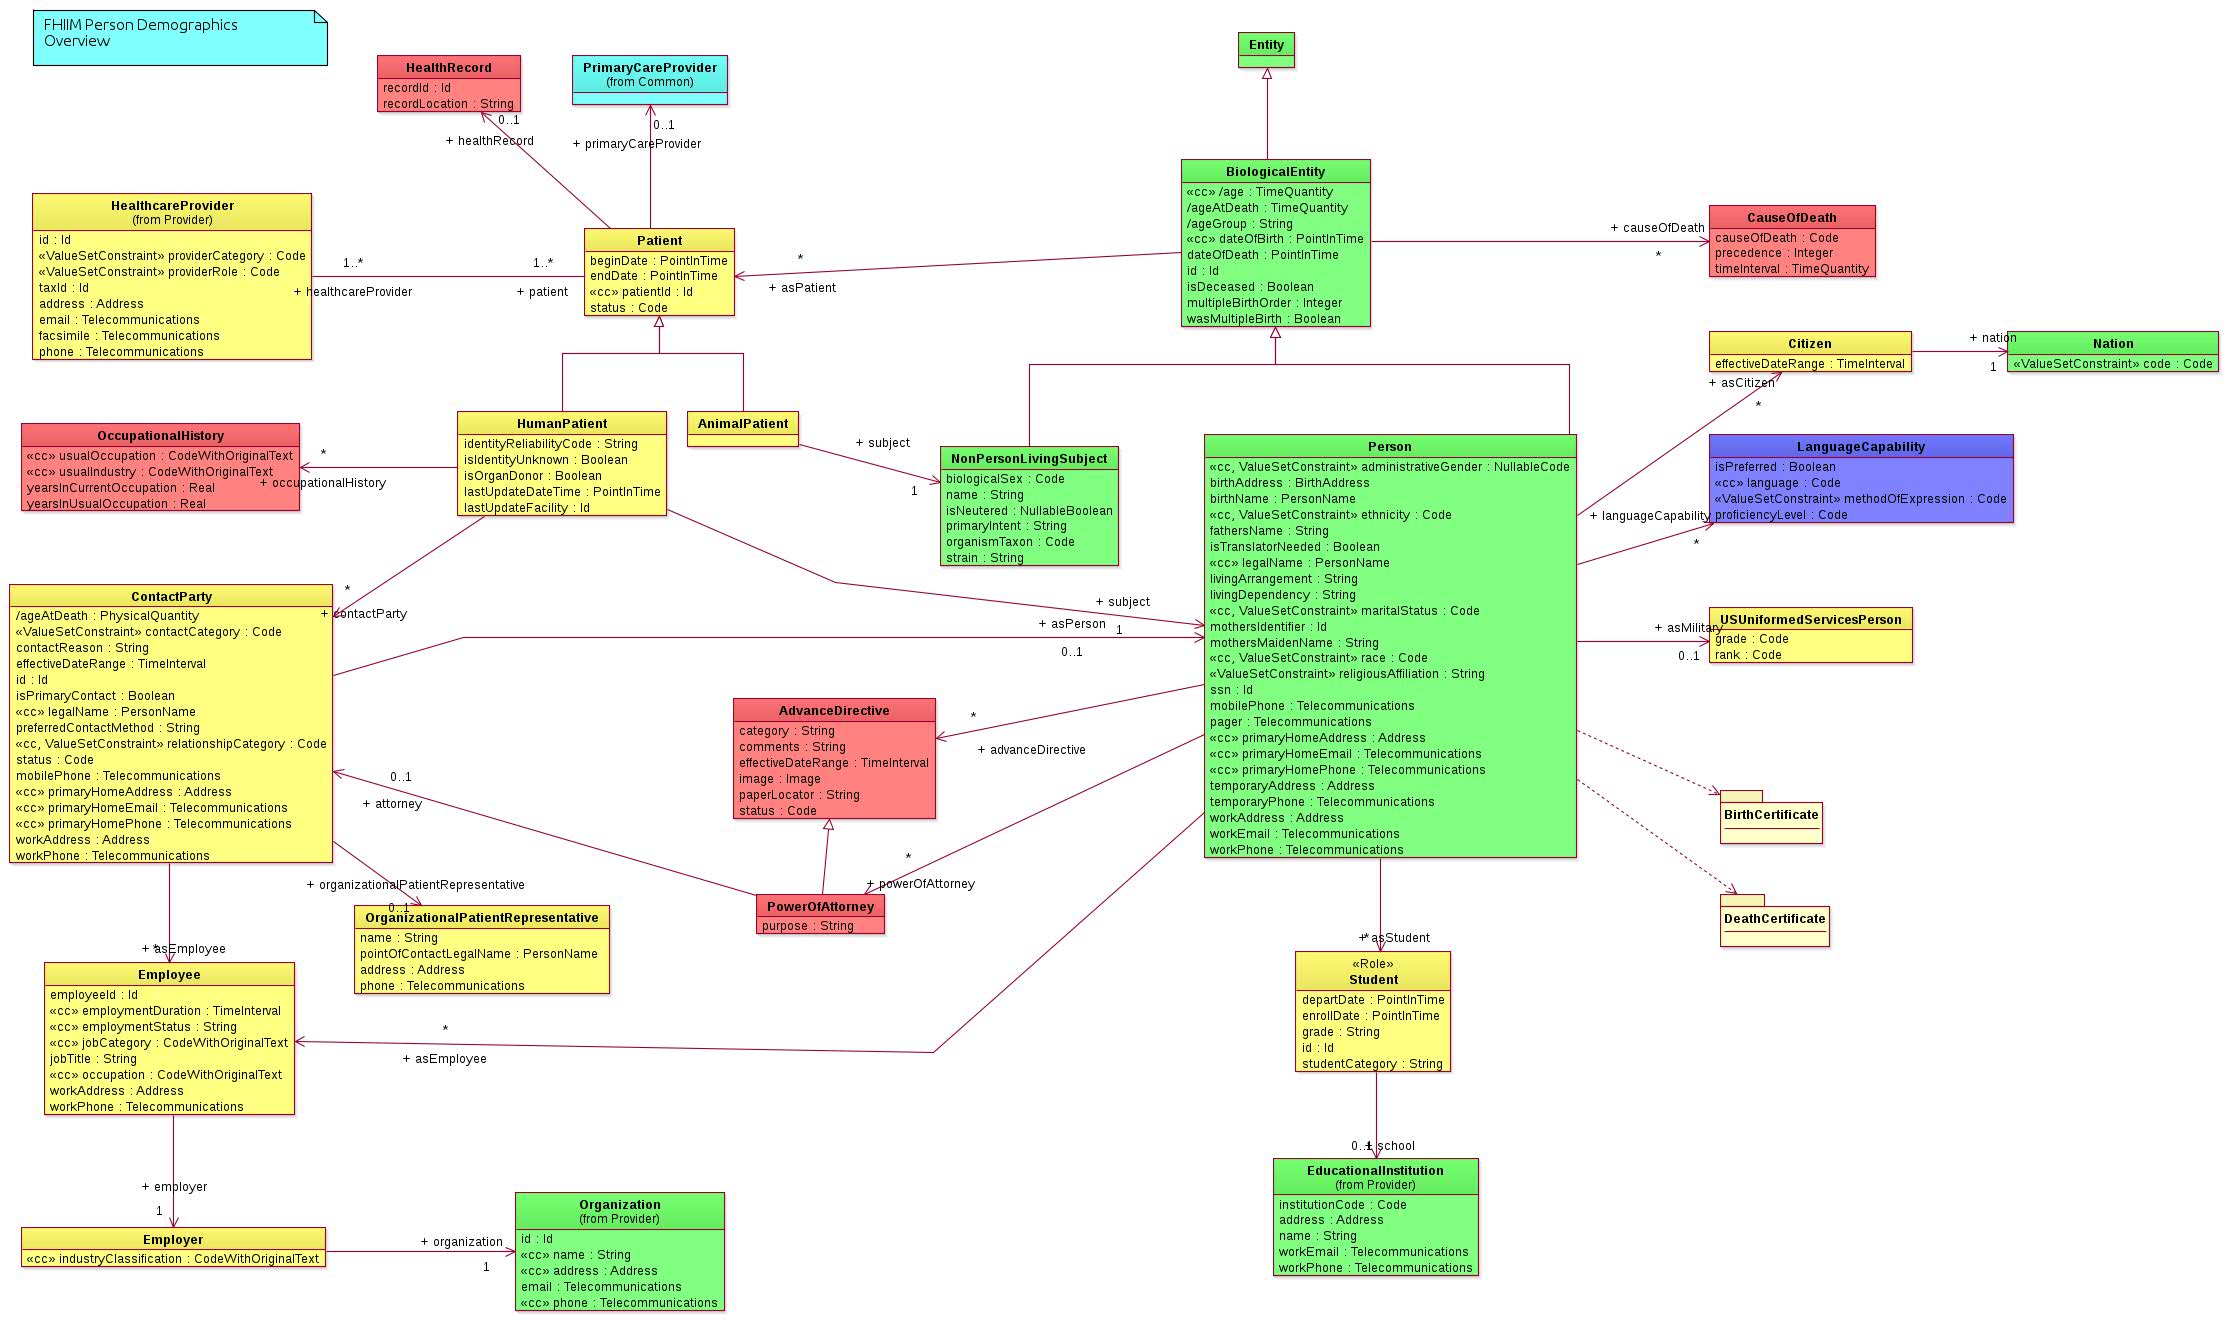 FHIIM Person Demographics
Overview
HealthRecord
recordId : Id
recordLocation : String
0..1
+ healthRecord
PrimaryCareProvider
(from Common)
0..1
+ primaryCareProvider
Entity
HealthcareProvider
(from Provider)
id : Id
«ValueSetConstraint» providerCategory : Code
«ValueSetConstraint» providerRole : Code
taxId : Id
address : Address
email : Telecommunications
facsimile : Telecommunications
phone : Telecommunications
1..*
+ healthcareProvider
1..*
+ patient
Patient
beginDate : PointInTime
endDate : PointInTime
«cc» patientId : Id
status : Code
*
+ asPatient
BiologicalEntity
«cc» /age : TimeQuantity
/ageAtDeath : TimeQuantity
/ageGroup : String
«cc» dateOfBirth : PointInTime
dateOfDeath : PointInTime
id : Id
isDeceased : Boolean
multipleBirthOrder : Integer
wasMultipleBirth : Boolean
+ causeOfDeath
*
CauseOfDeath
causeOfDeath : Code
precedence : Integer
timeInterval : TimeQuantity
Citizen
effectiveDateRange : TimeInterval
+ asCitizen
*
+ nation
1
Nation
«ValueSetConstraint» code : Code
OccupationalHistory
«cc» usualOccupation : CodeWithOriginalText
«cc» usualIndustry : CodeWithOriginalText
yearsInCurrentOccupation : Real
yearsInUsualOccupation : Real
*
+ occupationalHistory
HumanPatient
identityReliabilityCode : String
isIdentityUnknown : Boolean
isOrganDonor : Boolean
lastUpdateDateTime : PointInTime
lastUpdateFacility : Id
AnimalPatient
+ subject
1
NonPersonLivingSubject
biologicalSex : Code
name : String
isNeutered : NullableBoolean
primaryIntent : String
organismTaxon : Code
strain : String
Person
«cc, ValueSetConstraint» administrativeGender : NullableCode
birthAddress : BirthAddress
birthName : PersonName
«cc, ValueSetConstraint» ethnicity : Code
fathersName : String
isTranslatorNeeded : Boolean
«cc» legalName : PersonName
livingArrangement : String
livingDependency : String
«cc, ValueSetConstraint» maritalStatus : Code
mothersIdentifier : Id
mothersMaidenName : String
«cc, ValueSetConstraint» race : Code
«ValueSetConstraint» religiousAffiliation : String
ssn : Id
mobilePhone : Telecommunications
pager : Telecommunications
«cc» primaryHomeAddress : Address
«cc» primaryHomeEmail : Telecommunications
«cc» primaryHomePhone : Telecommunications
temporaryAddress : Address
temporaryPhone : Telecommunications
workAddress : Address
workEmail : Telecommunications
workPhone : Telecommunications
LanguageCapability
isPreferred : Boolean
«cc» language : Code
«ValueSetConstraint» methodOfExpression : Code
proficiencyLevel : Code
+ languageCapability
*
USUniformedServicesPerson
grade : Code
rank : Code
+ asMilitary
0..1
ContactParty
/ageAtDeath : PhysicalQuantity
«ValueSetConstraint» contactCategory : Code
contactReason : String
effectiveDateRange : TimeInterval
id : Id
isPrimaryContact : Boolean
«cc» legalName : PersonName
preferredContactMethod : String
«cc, ValueSetConstraint» relationshipCategory : Code
status : Code
mobilePhone : Telecommunications
«cc» primaryHomeAddress : Address
«cc» primaryHomeEmail : Telecommunications
«cc» primaryHomePhone : Telecommunications
workAddress : Address
workPhone : Telecommunications
*
+ contactParty
+ subject
1
+ asPerson
0..1
AdvanceDirective
category : String
comments : String
effectiveDateRange : TimeInterval
image : Image
paperLocator : String
status : Code
*
+ advanceDirective
0..1
+ attorney
*
+ powerOfAttorney
PowerOfAttorney
purpose : String
BirthCertificate
DeathCertificate
+ organizationalPatientRepresentative
0..1
OrganizationalPatientRepresentative
name : String
pointOfContactLegalName : PersonName
address : Address
phone : Telecommunications
+ asEmployee
*
Employee
employeeId : Id
«cc» employmentDuration : TimeInterval
«cc» employmentStatus : String
«cc» jobCategory : CodeWithOriginalText
jobTitle : String
«cc» occupation : CodeWithOriginalText
workAddress : Address
workPhone : Telecommunications
*
+ asEmployee
+ asStudent
*
«Role»
Student
departDate : PointInTime
enrollDate : PointInTime
grade : String
id : Id
studentCategory : String
0..1
+ school
EducationalInstitution
(from Provider)
institutionCode : Code
address : Address
name : String
workEmail : Telecommunications
workPhone : Telecommunications
+ employer
1
Employer
«cc» industryClassification : CodeWithOriginalText
+ organization
1
Organization
(from Provider)
id : Id
«cc» name : String
«cc» address : Address
email : Telecommunications
«cc» phone : Telecommunications